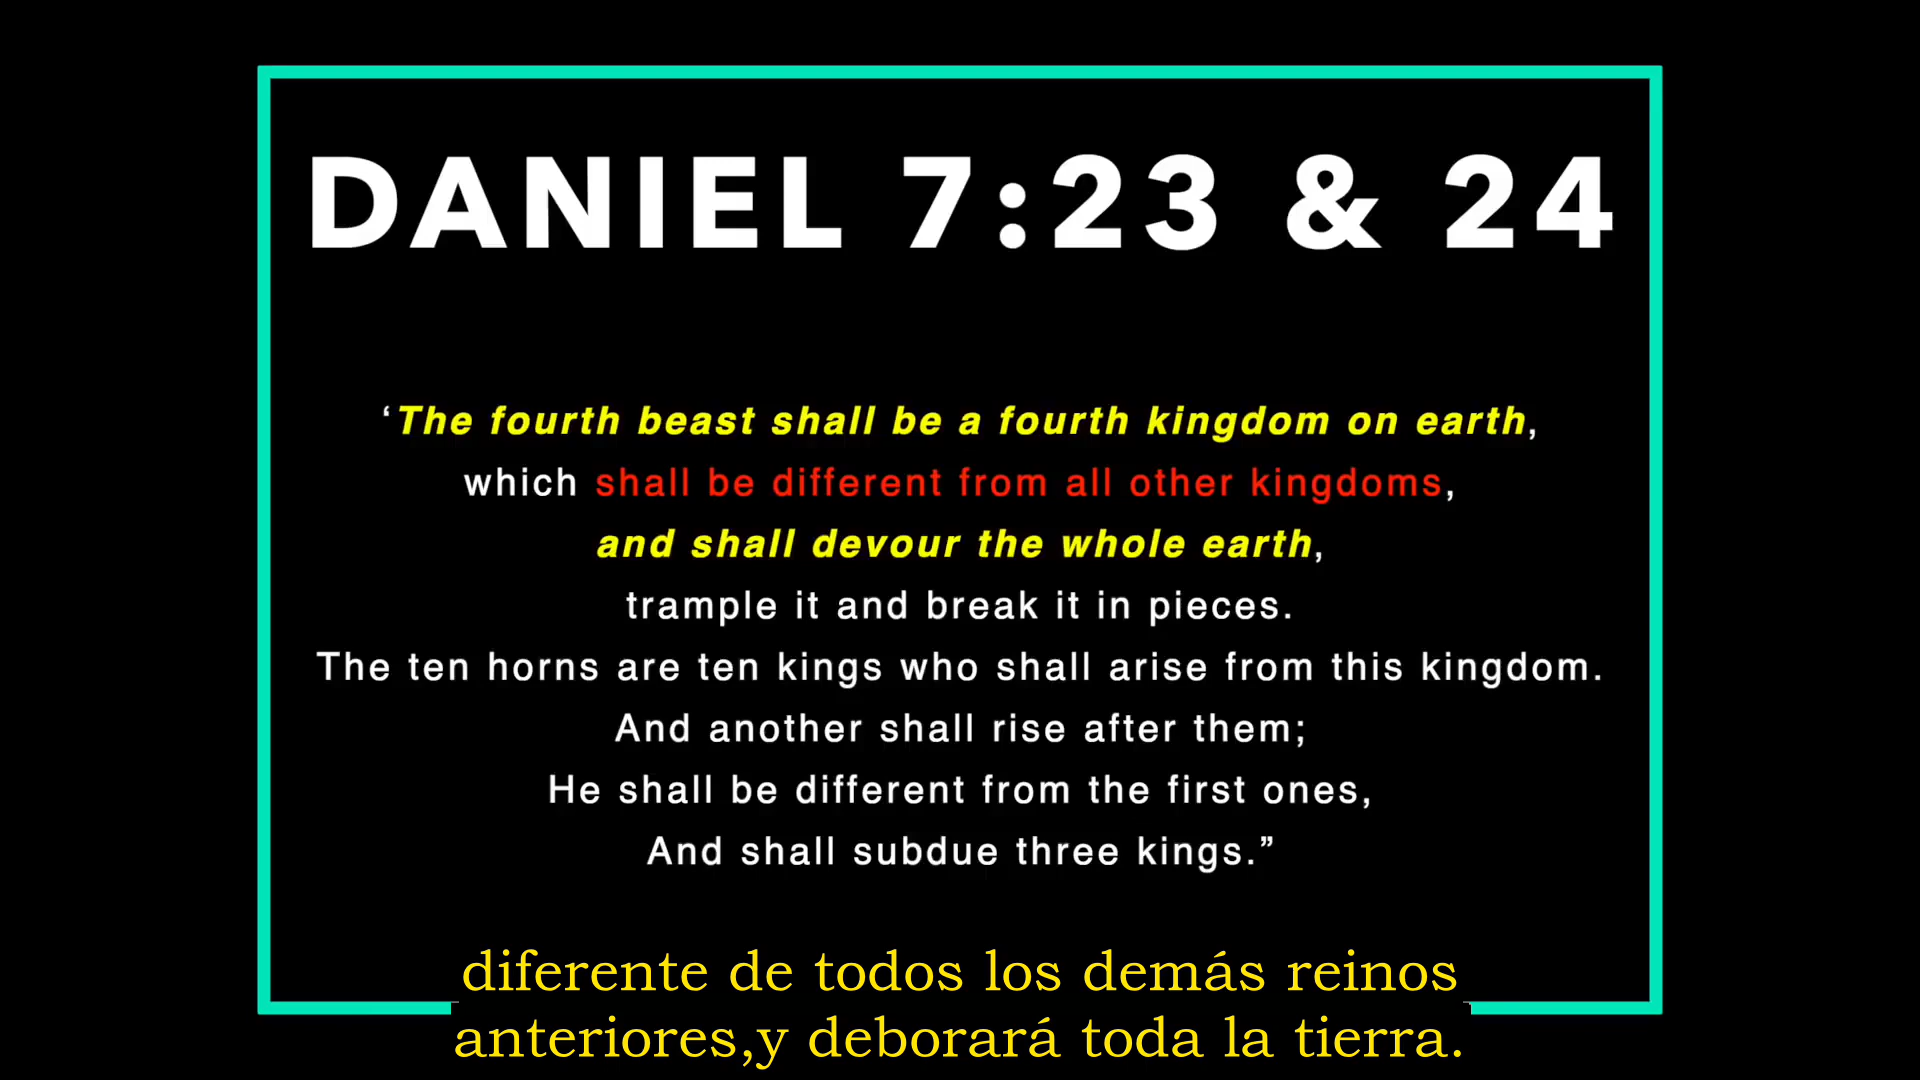 DANIEL 7:23 & 24
‘The fourth beast shall be a fourth kingdom on earth,
which shall be different from all other kingdoms,
and shall devour the whole earth,
trample it and break it in pieces.
The ten horns are ten kings who shall arise from this kingdom.
And another shall rise after them;
He shall be different from the first ones,
And shall subdue three kings.”
diferente de todos los demás reinos
anteriores,y deborará toda la tierra.